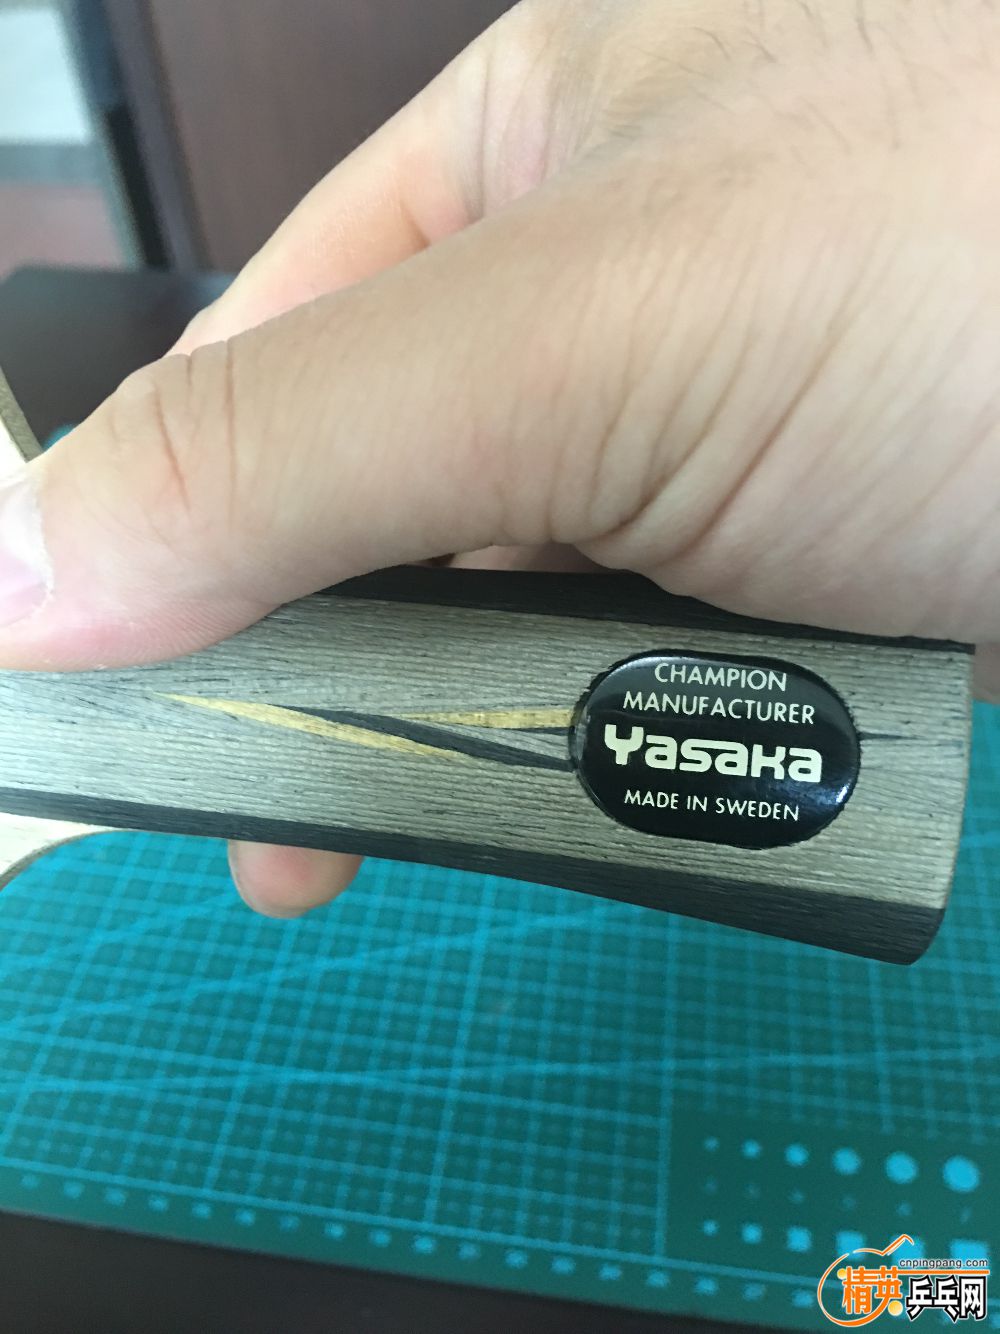 CHAMPION
MANUFACTURER
Yasaka
MADE IN SWEDEN
cnpingpang.com
精英乒乓网